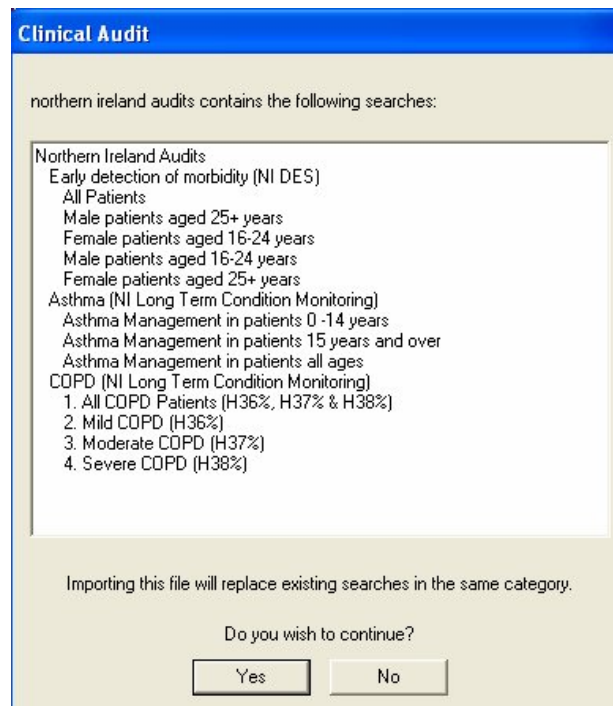 Clinical Audit
northern ireland audits contains the following searches:
Northern Ireland Audits
Early detection of morbidity (NI DES)
All Patients
Male patients aged 25+ years
Female patients aged 16-24 years
Male patients aged 16-24 years
Female patients aged 25+ years
Asthma (NI Long Term Condition Monitoring)
Asthma Management in patients 0 -14 years
Asthma Management in patients 15 years and over
Asthma Management in patients all ages
COPD (NI Long Term Condition Monitoring)
1. All COPD Patients (H36%, H37% & H38%)
2. Mild COPD (H36%)
3. Moderate COPD (H37%)
4. Severe COPD (H38%)
Importing this file will replace existing searches in the same category.
Do you wish to continue?
Yes No